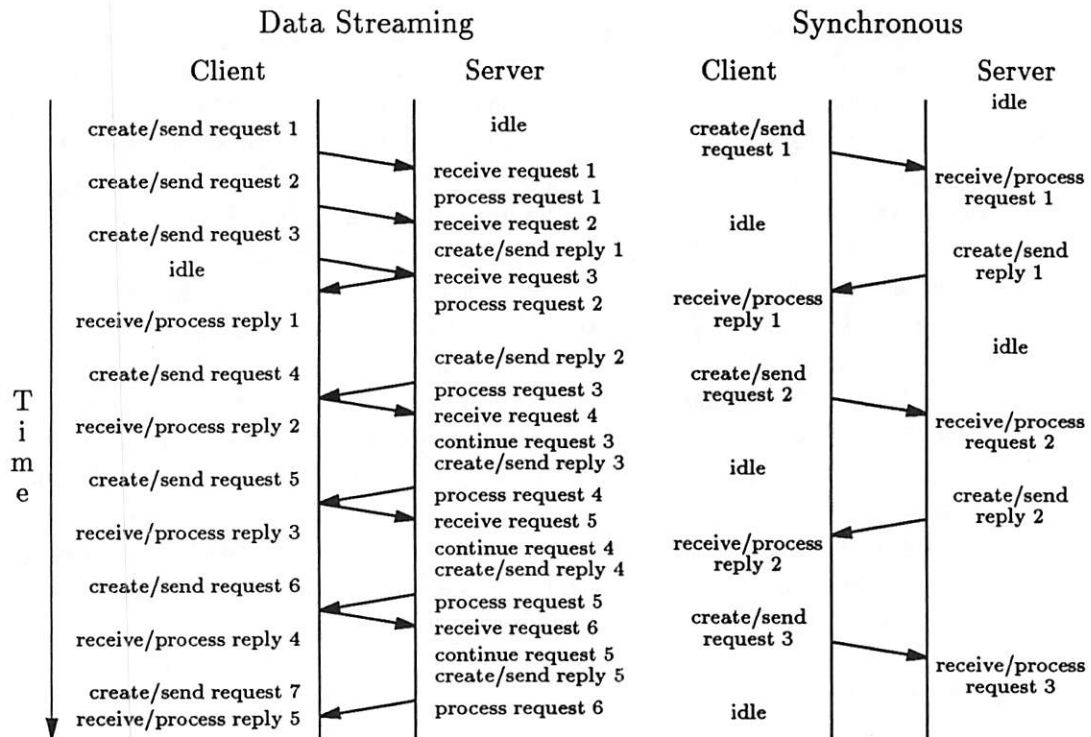 Data Streaming
Client
Server
create/send request 1
create/send request 2
create/send request 3
idle
receive/process reply 1
create/send request 4
receive/process reply 2
create/send request 5
receive/process reply 3
create/send request 6
receive/process reply 4
create/send request 7
receive/process reply 5
idle
receive request 1
process request 1
receive request 2
create/send reply 1
receive request 3
process request 2
create/send reply 2
process request 3
receive request 4
continue request 3
create/send reply 3
process request 4
receive request 5
continue request 4
create/send reply 4
process request 5
receive request 6
continue request 5
create/send reply 5
process request 6
Time
Synchronous
Client
Server
create/send
request 1
idle
receive/process
reply 1
create/send
request 2
idle
receive/process
reply 2
create/send
request 3
idle
idle
receive/process
request 1
create/send
reply 1
idle
receive/process
request 2
create/send
reply 2
receive/process
request 3